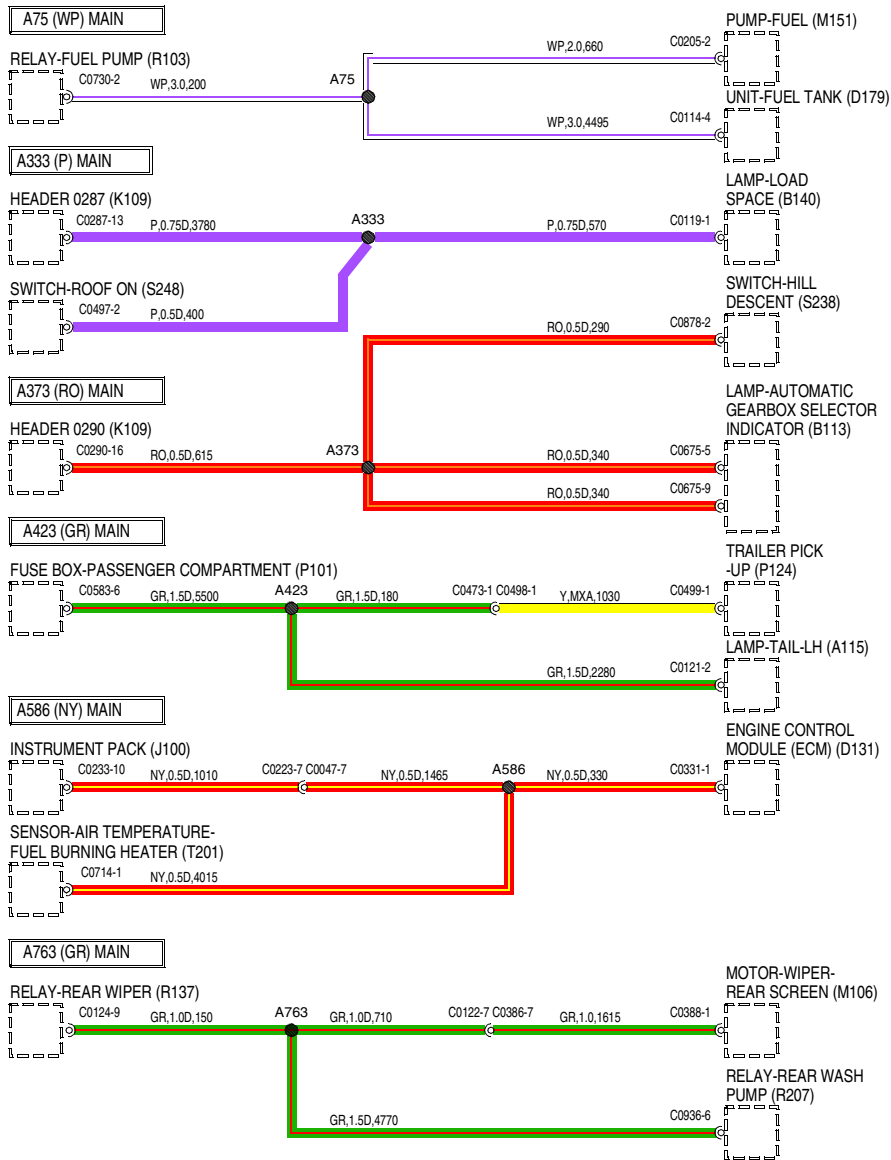 A75 (WP) MAIN
PUMP-FUEL (M151)
RELAY-FUEL PUMP (R103)
C0730-2
WP,3.0,200
A75
WP,2.0,660
C0205-2
UNIT-FUEL TANK (D179)
WP,3.0,4495
C0114-4
A333 (P) MAIN
HEADER 0287 (K109)
C0287-13
P,0.75D,3780
A333
P,0.75D,570
C0119-1
LAMP-LOAD
SPACE (B140)
SWITCH-ROOF ON (S248)
C0497-2
P,0.5D,400
SWITCH-HILL
DESCENT (S238)
RO,0.5D,290
C0878-2
A373 (RO) MAIN
HEADER 0290 (K109)
C0290-16
RO,0.5D,615
A373
RO,0.5D,340
C0675-5
LAMP-AUTOMATIC
GEARBOX SELECTOR
INDICATOR (B113)
RO,0.5D,340
C0675-9
A423 (GR) MAIN
FUSE BOX-PASSENGER COMPARTMENT (P101)
C0583-6
GR,1.5D,5500
A423
GR,1.5D,180
C0473-1 C0498-1
Y,MXA,1030
C0499-1
TRAILER PICK
-UP (P124)
LAMP-TAIL-LH (A115)
GR,1.5D,2280
C0121-2
A586 (NY) MAIN
INSTRUMENT PACK (J100)
C0233-10
NY,0.5D,1010
C0223-7 C0047-7
NY,0.5D,1465
A586
NY,0.5D,330
C0331-1
ENGINE CONTROL
MODULE (ECM) (D131)
SENSOR-AIR TEMPERATURE-
FUEL BURNING HEATER (T201)
C0714-1
NY,0.5D,4015
A763 (GR) MAIN
RELAY-REAR WIPER (R137)
C0124-9
GR,1.0D,150
A763
GR,1.0D,710
C0122-7 C0386-7
GR,1.0,1615
C0388-1
MOTOR-WIPER-
REAR SCREEN (M106)
RELAY-REAR WASH
PUMP (R207)
GR,1.5D,4770
C0936-6